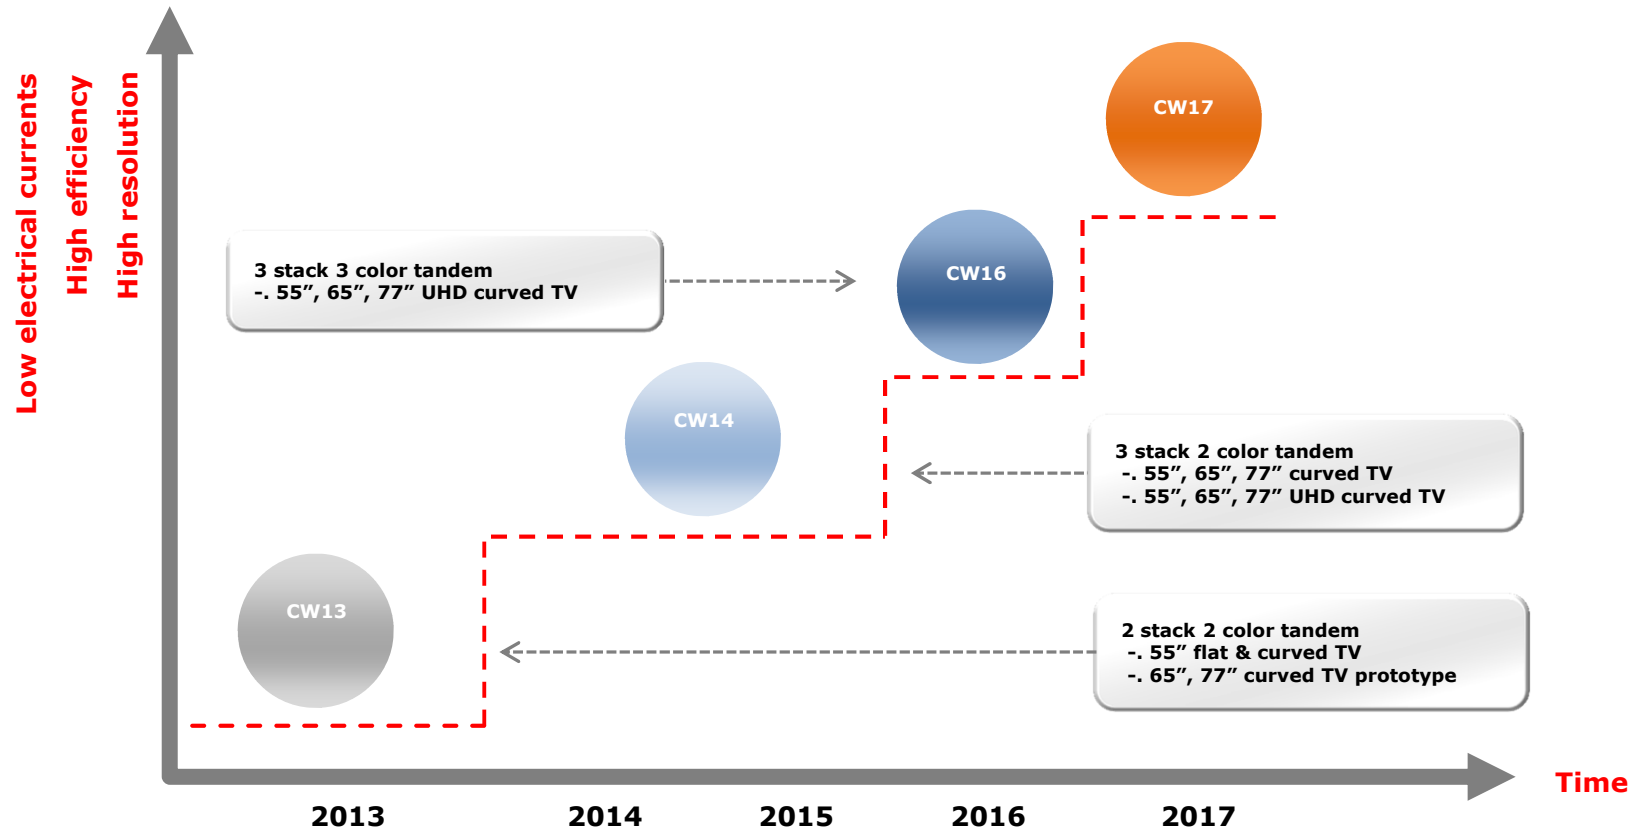 Low electrical currents
High efficiency
High resolution
CW17
3 stack 3 color tandem
-. 55”, 65”, 77” UHD curved TV
CW16
CW14
3 stack 2 color tandem
-. 55”, 65”, 77” curved TV
-. 55”, 65”, 77” UHD curved TV
CW13
2 stack 2 color tandem
-. 55” flat & curved TV
-. 65”, 77” curved TV prototype
Time
2013 2014 2015 2016 2017